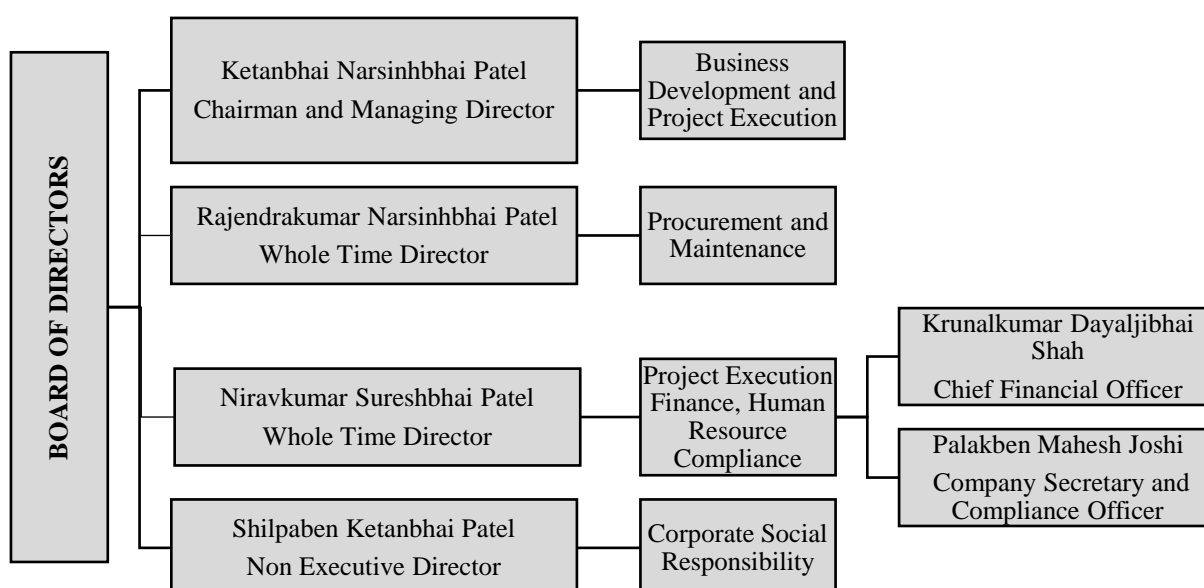 BOARD OF DIRECTORS
Ketanbhai Narsinhbhai Patel
Chairman and Managing Director
Business
Development and
Project Execution
Rajendrakumar Narsinhbhai Patel
Whole Time Director
Procurement and
Maintenance
Niravkumar Sureshbhai Patel
Whole Time Director
Project Execution
Finance, Human
Resource
Compliance
Krunalkumar Dayaljibhai
Shah
Chief Financial Officer
Palakben Mahesh Joshi
Company Secretary and
Compliance Officer
Shilpaben Ketanbhai Patel
Non Executive Director
Corporate Social
Responsibility